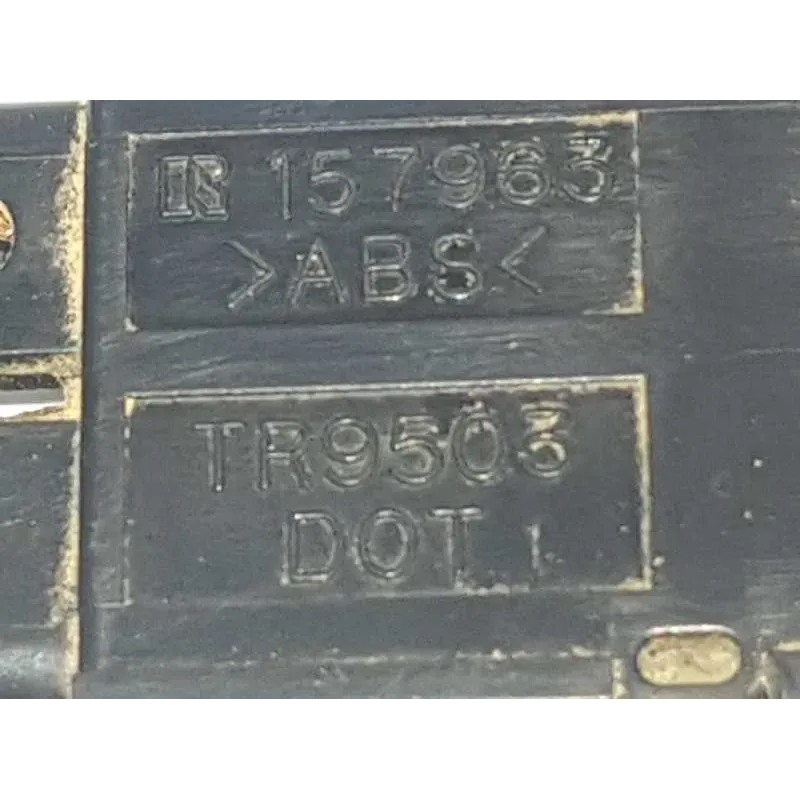 R 157963
>ABS<
TR9503
DOT 1